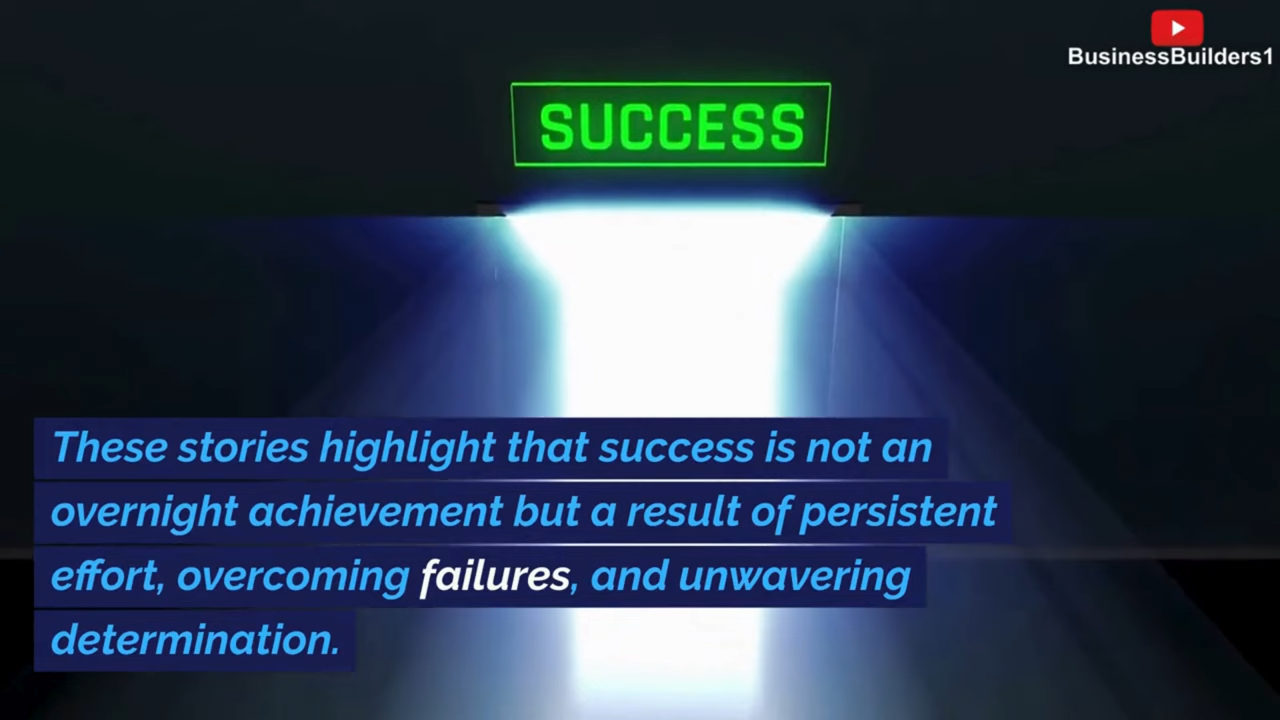 BusinessBuilders1
SUCCESS
These stories highlight that success is not an
overnight achievement but a result of persistent
effort, overcoming failures, and unwavering
determination.